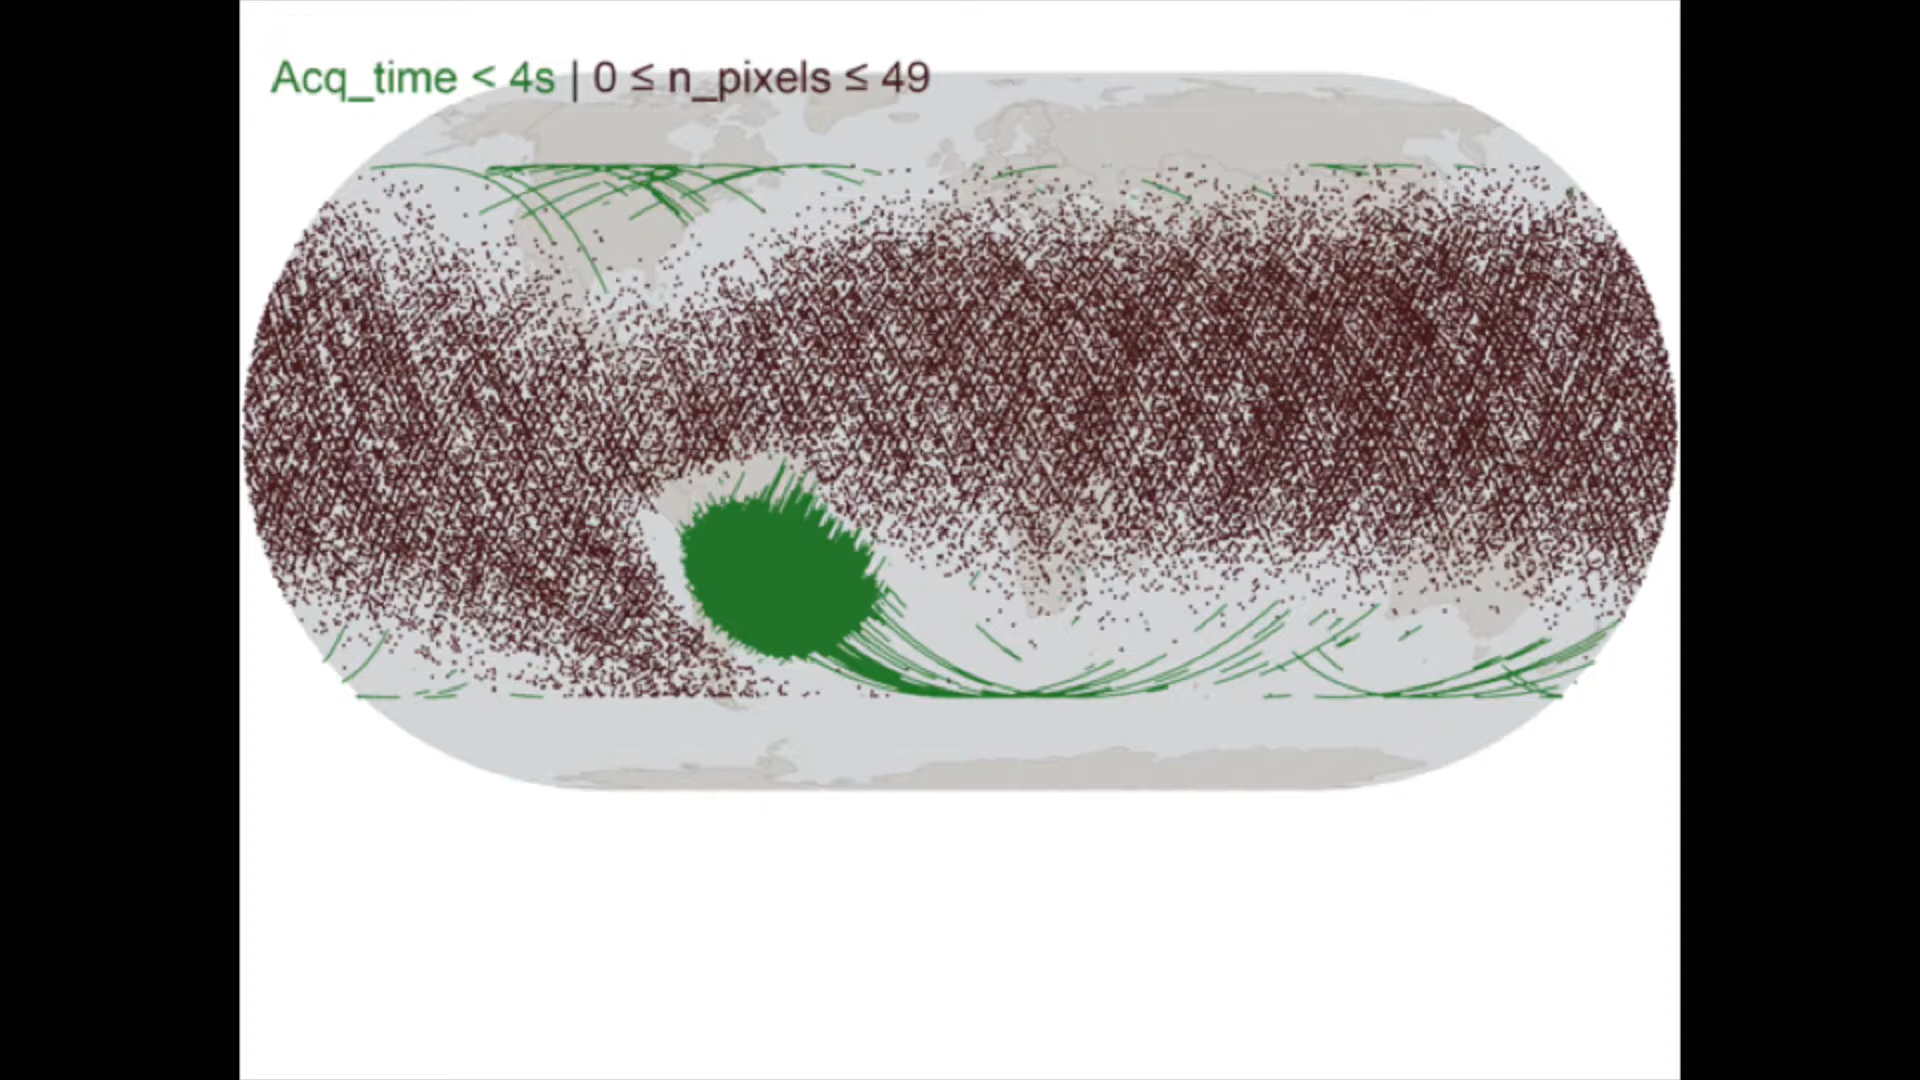 Acq_time < 4s | 0 ≤ n_pixels ≤ 49